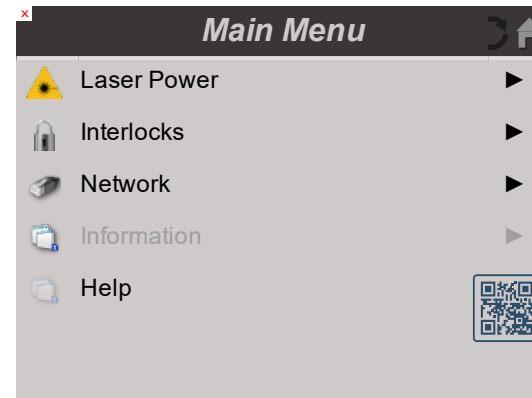 x
Main Menu
Laser Power
Interlocks
Network
Information
Help